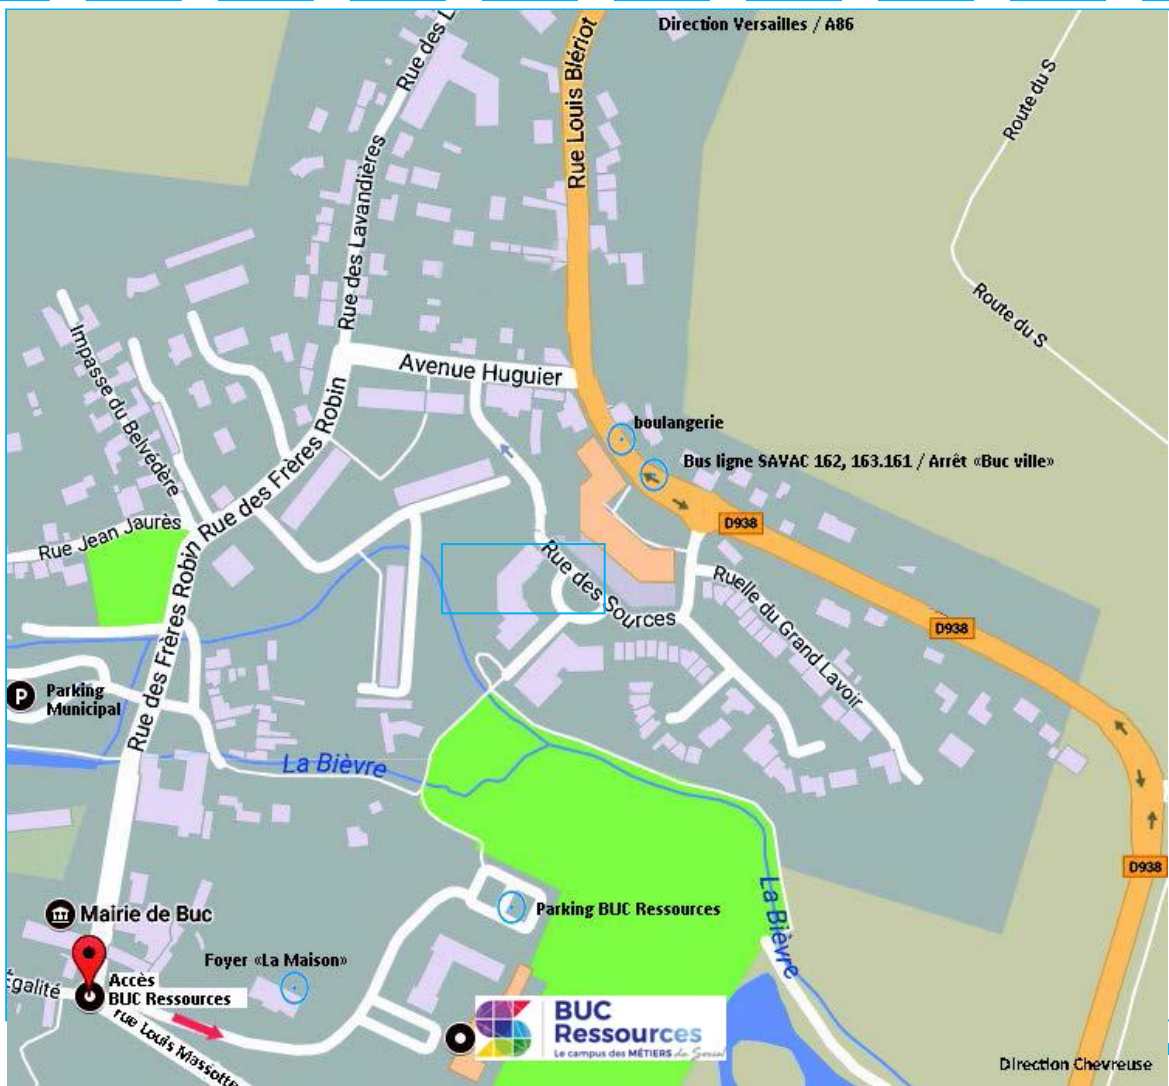 Direction Versailles / A86
Rue des L
Rue Louis Blériot
Route du S
Rue des Lavandières
Route du S
Impasse du Belvédère
Avenue Huguier
Rue des Frères Robin
boulangerie
Bus ligne SAVAC 162, 163.161 / Arrêt «Buc ville»
D938
Rue Jean Jaurès
Rue des Sources
Ruelle du Grand Lavoir
D938
Rue des Frères Robin
P
Parking
Municipal
La Bièvre
D938
La Bièvre
Mairie de Buc
Parking BUC Ressources
Foyer «La Maison»
Égalité
Accès
BUC Ressources
rue Louis Massotte
BUC
Ressources
Le campus des MÉTIERS du Social
Direction Chevreuse